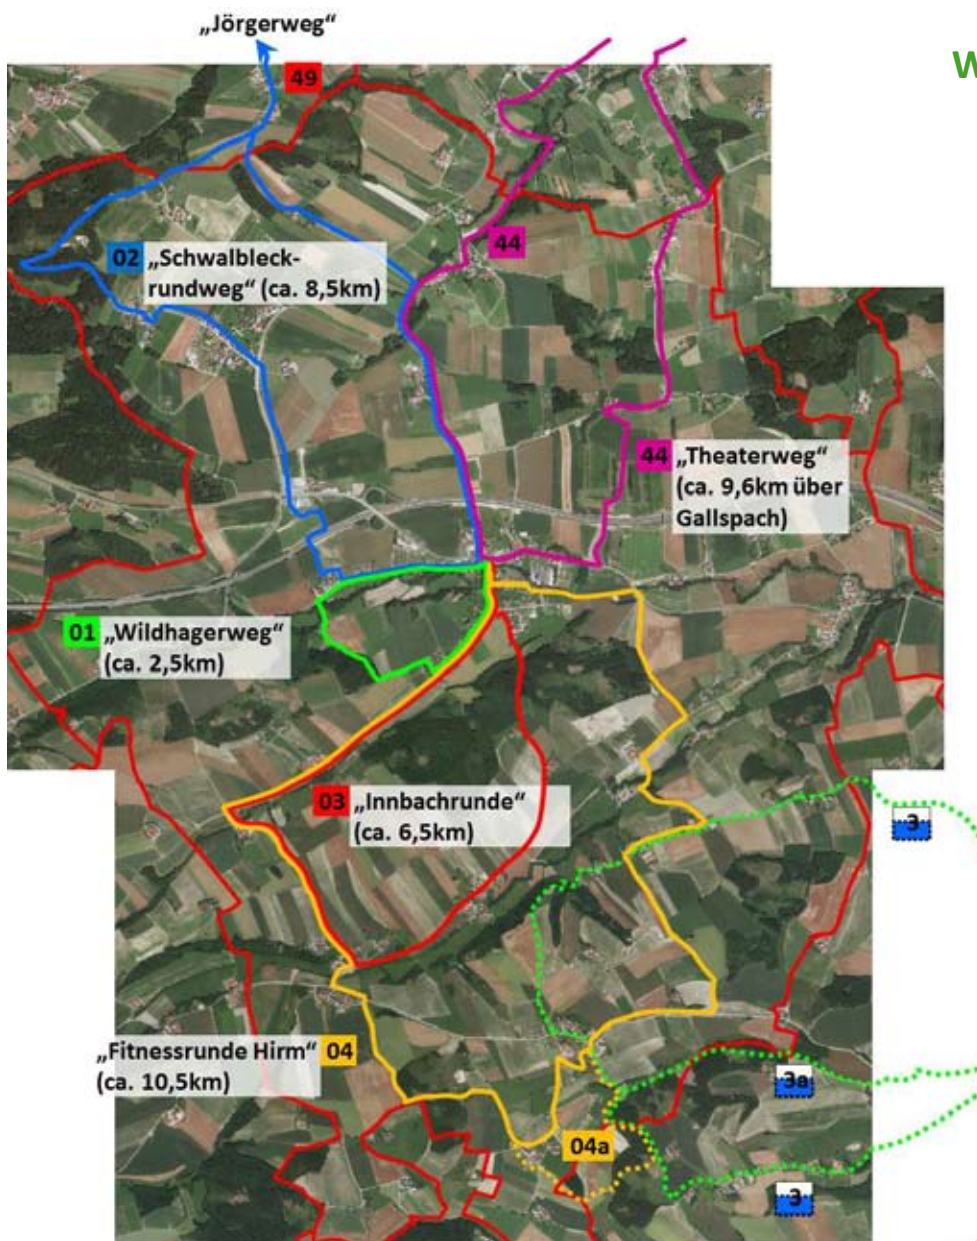 „Jörgerweg“
W
49
02 „Schwalbleck-
rundweg“ (ca. 8,5km)
44
44 „Theaterweg“
(ca. 9,6km über
Gallspach)
01 „Wildhagerweg“
(ca. 2,5km)
03 „Innbachrunde“
(ca. 6,5km)
3
„Fitnessrunde Hirm“ 04
(ca. 10,5km)
3a
04a
3